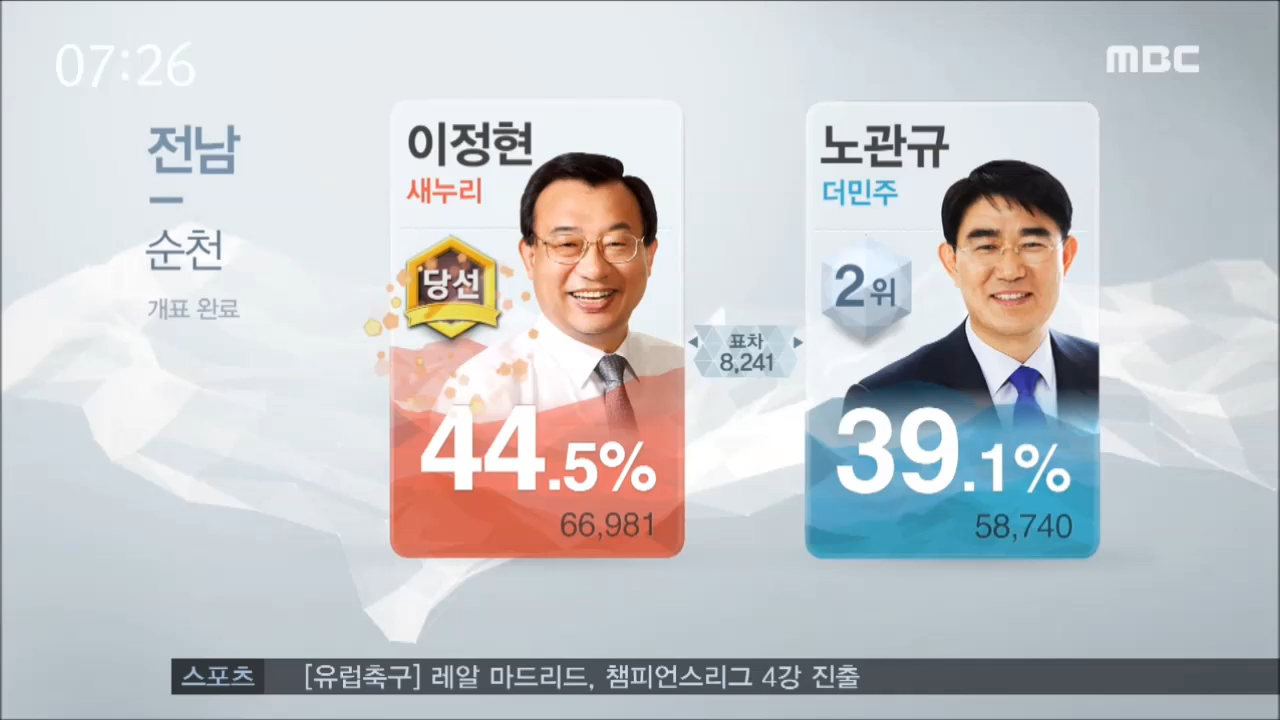 07:26
MBC
전남
순천
개표 완료
이정현
새누리
당선
44.5%
66,981
표차
8,241
노관규
더민주
2위
39.1%
58,740
스포츠 [유럽축구] 레알 마드리드, 챔피언스리그 4강 진출